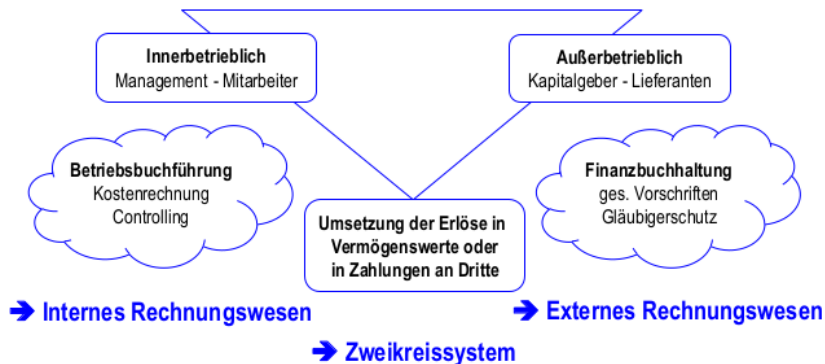 Innerbetrieblich
Management - Mitarbeiter
Außerbetrieblich
Kapitalgeber - Lieferanten
Betriebsbuchführung
Kostenrechnung
Controlling
Umsetzung der Erlöse in
Vermögenswerte oder
in Zahlungen an Dritte
Finanzbuchhaltung
ges. Vorschriften
Gläubigerschutz
➔ Internes Rechnungswesen
➔ Externes Rechnungswesen
➔ Zweikreissystem